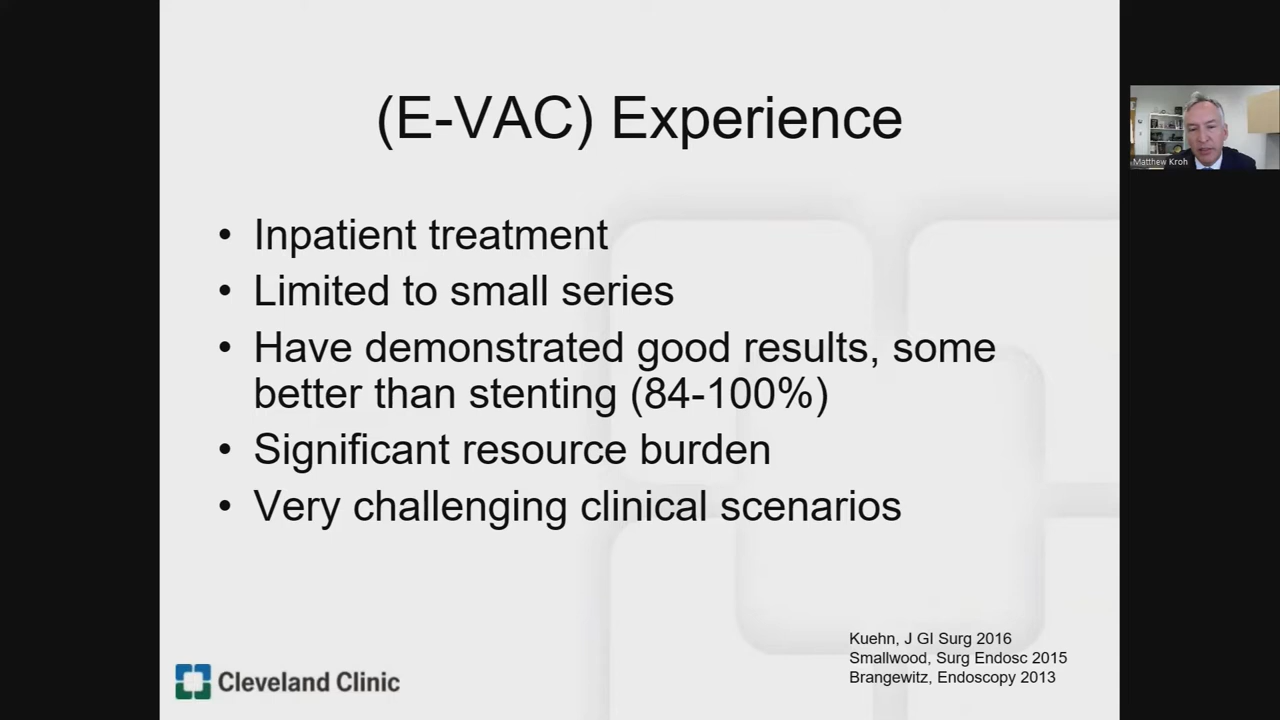 (E-VAC) Experience
Matthew Kroh
• Inpatient treatment
• Limited to small series
• Have demonstrated good results, some
better than stenting (84-100%)
• Significant resource burden
• Very challenging clinical scenarios
Kuehn, J GI Surg 2016
Smallwood, Surg Endosc 2015
Brangewitz, Endoscopy 2013
Cleveland Clinic